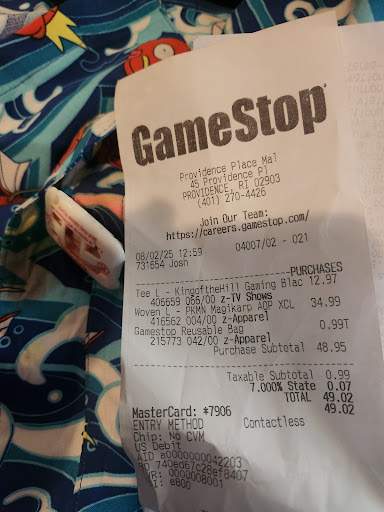 GameStop
Providence Place Mal
45 Providence Pl
PROVIDENCE, RI 02903
(401) 270-4426
Join Our Team:
https://careers.gamestop.com/
08/02/25 12:59 04007/02 - 021
731654 Josh
PURCHASES
Tee L - KingoftheHill Gaming Blac 12.97
406659 066/00 z-TV Shows
Woven L - PKMN Magikarp AOP XCL 34.99
416562 004/00 z-Apparel
Gamestop Reusable Bag 0.99T
215773 042/00 z-Apparel
Purchase Subtotal 48.95
Taxable Subtotal 0.99
7.000% State 0.07
TOTAL 49.02
MasterCard: *7906 49.02
ENTRY METHOD Contactless
Chip: No CVM
US Debit
AID a0000000042203